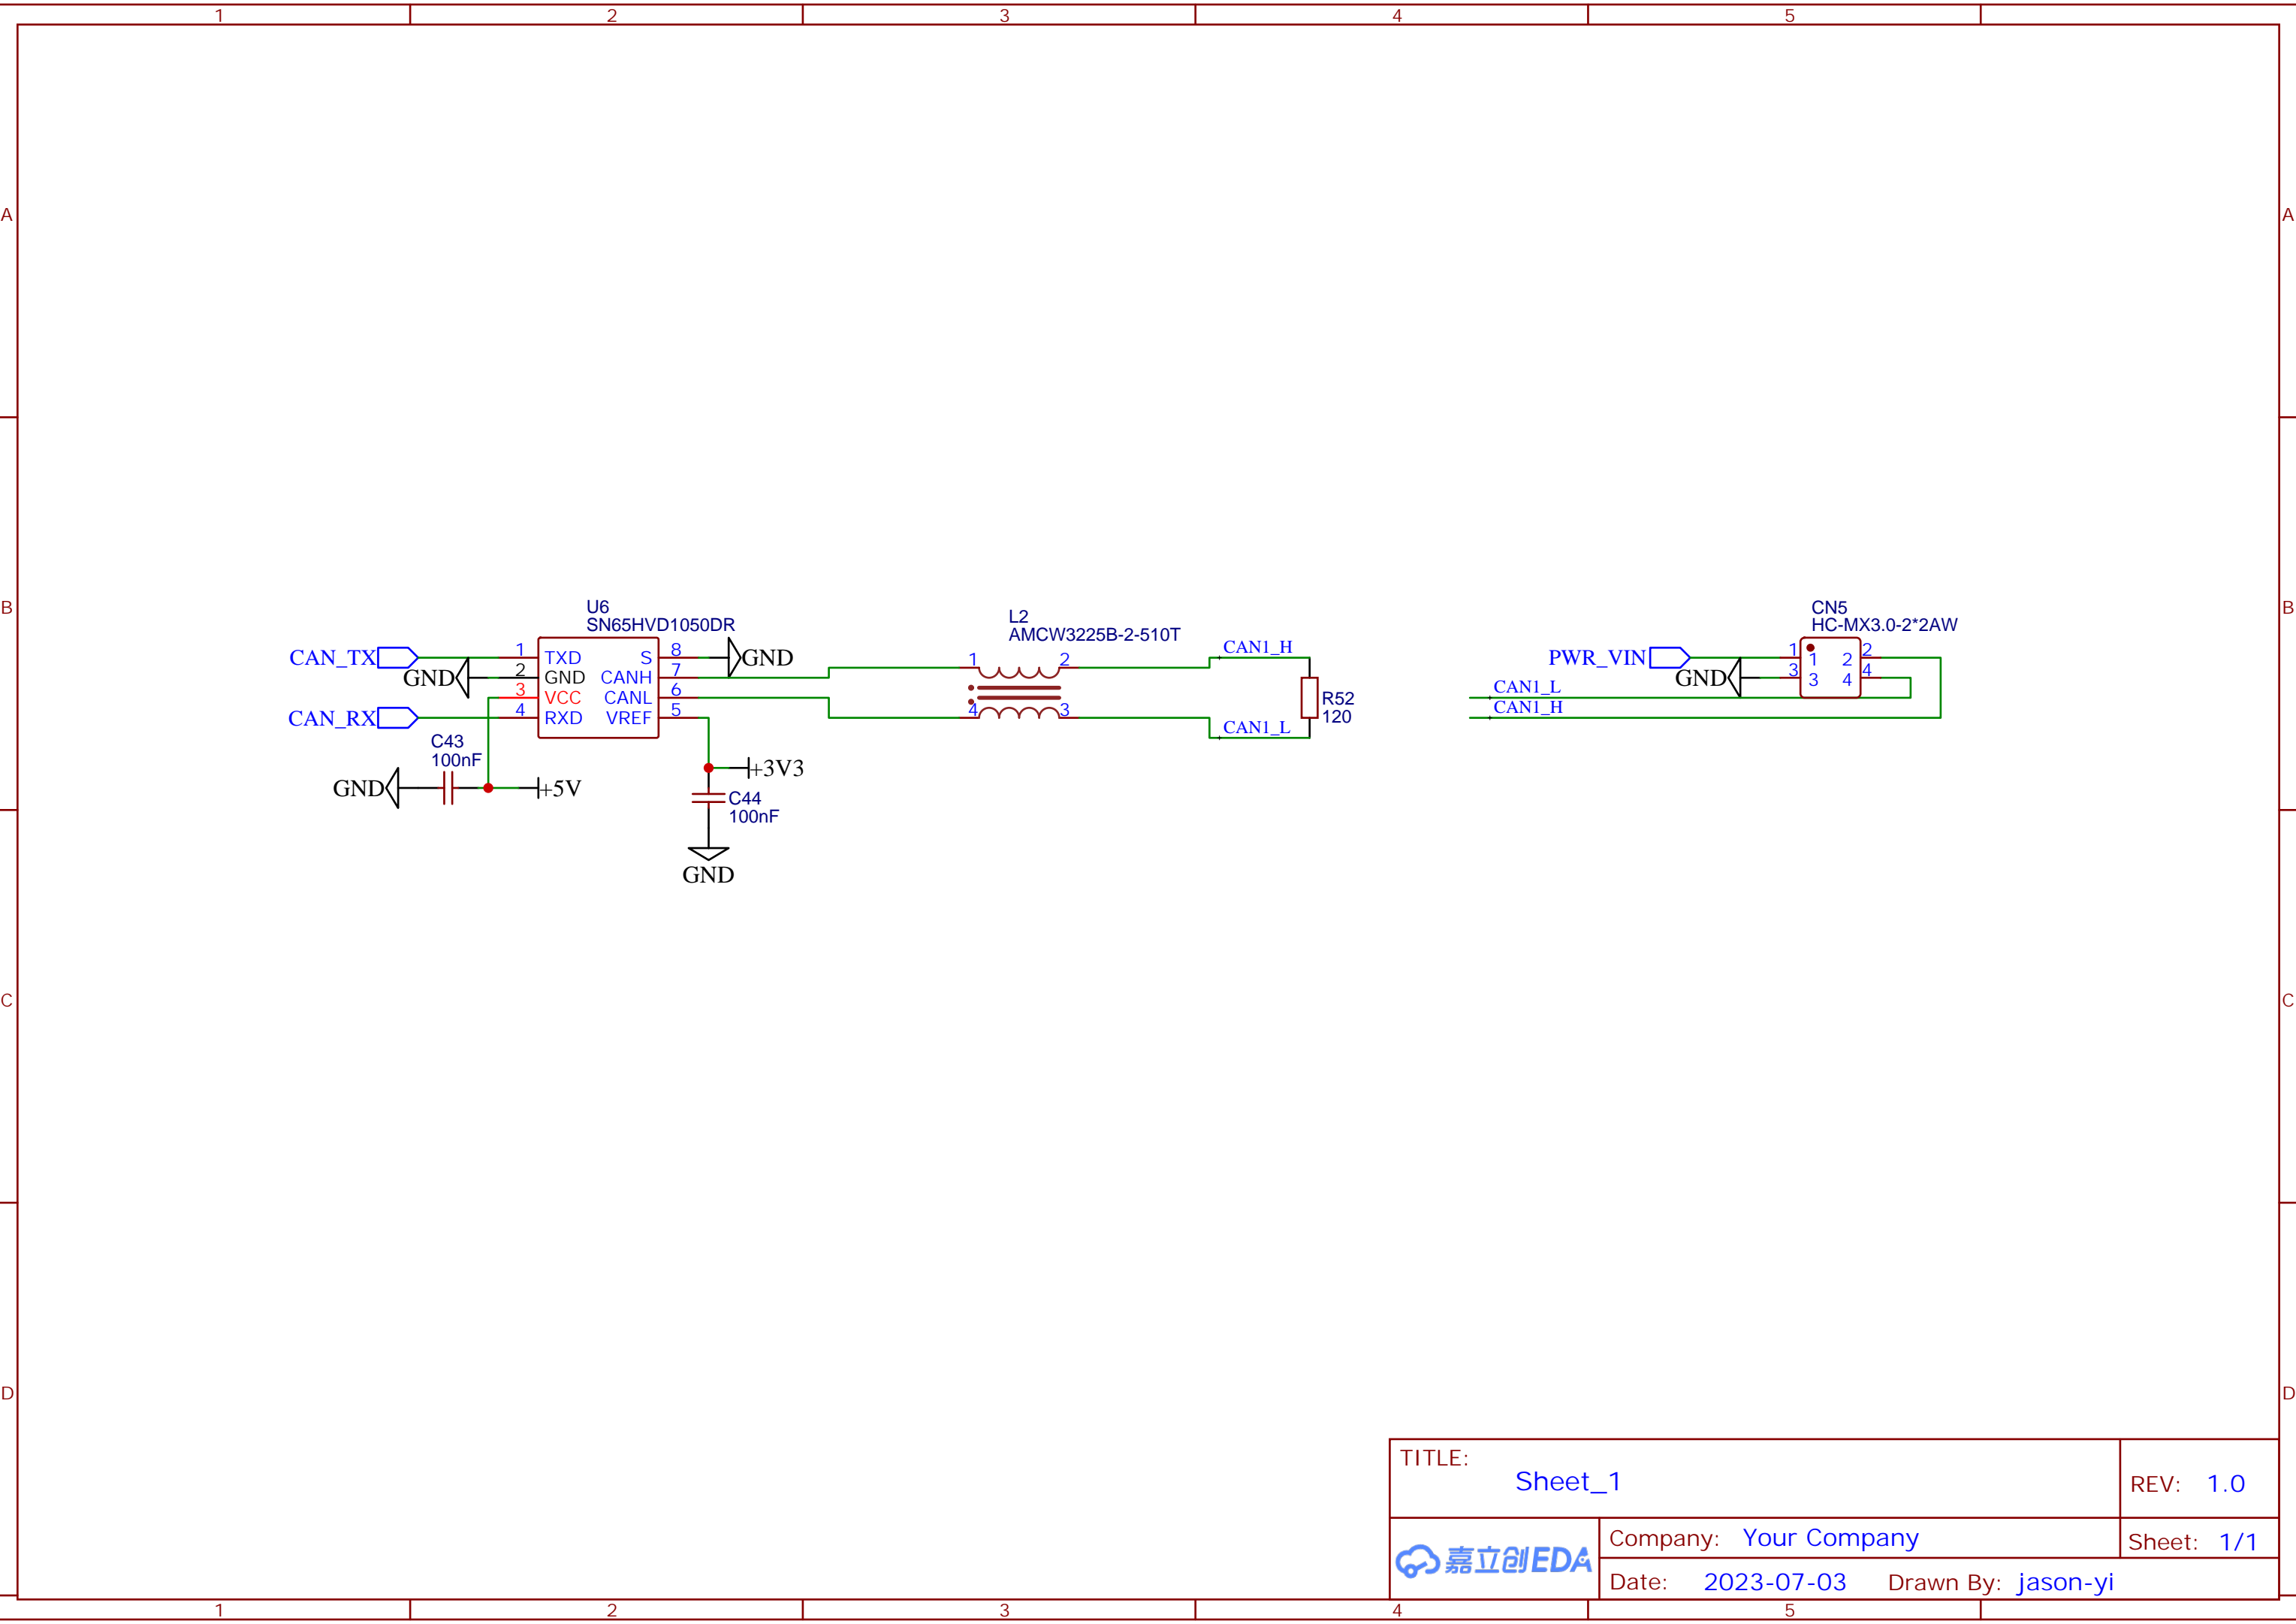 1 2 3 4 5
A A
B B
C C
D D
U6
SN65HVD1050DR
CAN_TX
GND
CAN_RX
1 TXD
2 GND
3 VCC
4 RXD
S 8
CANH 7
CANL 6
VREF 5
GND
C43
100nF
GND
+5V
+3V3
C44
100nF
GND
L2
AMCW3225B-2-510T
1 2
4 3
CAN1_H
R52
120
CAN1_L
CN5
HC-MX3.0-2*2AW
PWR_VIN
GND
1 1 2 2
3 3 4 4
CAN1_L
CAN1_H
TITLE:
Sheet_1
REV: 1.0
嘉立创EDA
Company: Your Company
Sheet: 1/1
Date: 2023-07-03 Drawn By: jason-yi
1 2 3 4 5